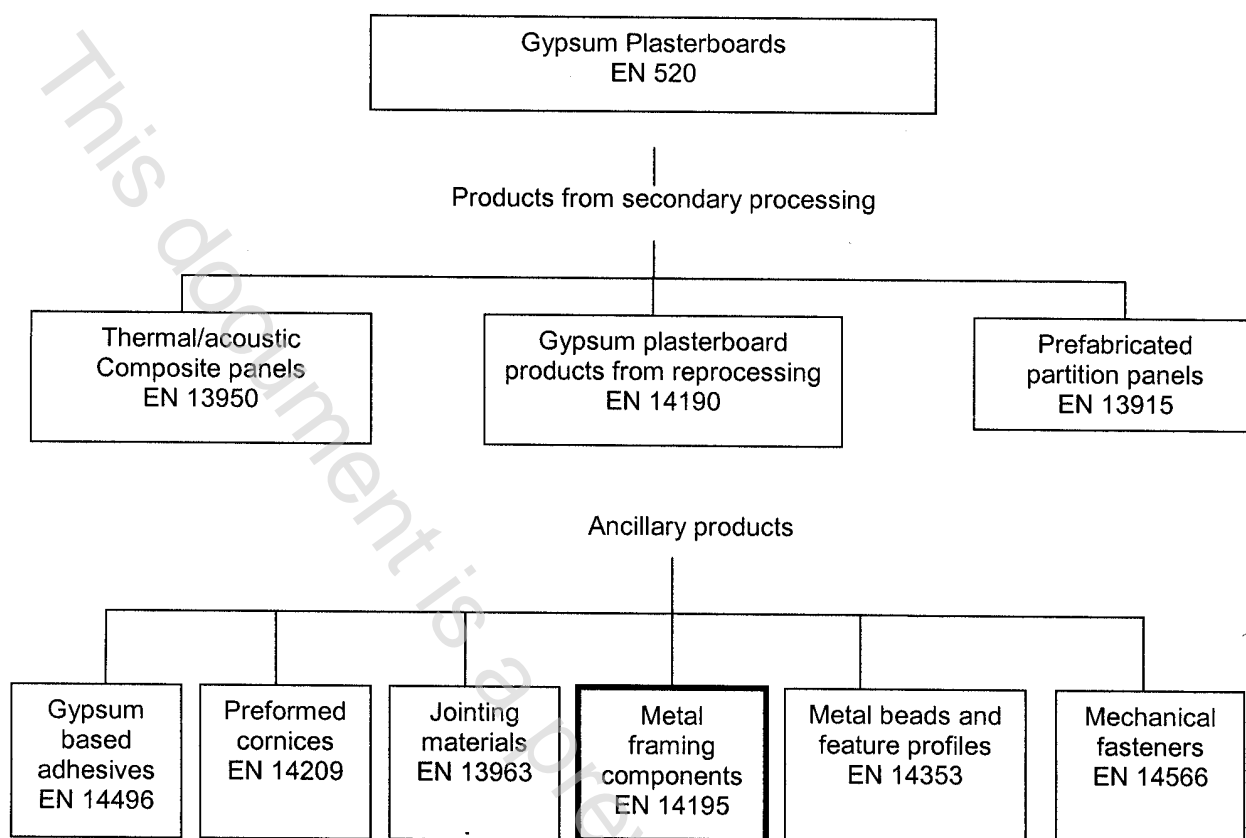 Gypsum Plasterboards
EN 520
Products from secondary processing
Thermal/acoustic
Composite panels
EN 13950
Gypsum plasterboard
products from reprocessing
EN 14190
Prefabricated
partition panels
EN 13915
Ancillary products
Gypsum
based
adhesives
EN 14496
Preformed
cornices
EN 14209
Jointing
materials
EN 13963
Metal
framing
components
EN 14195
Metal beads and
feature profiles
EN 14353
Mechanical
fasteners
EN 14566
This document is a